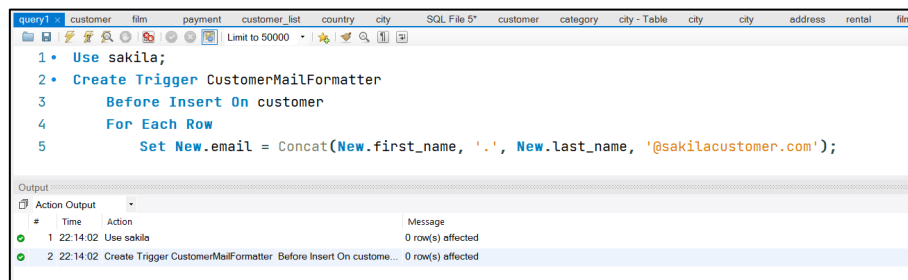 query1 × customer film payment customer_list country city SQL File 5* customer category city - Table city city address rental film
Limit to 50000
1 Use sakila;
2 Create Trigger CustomerMailFormatter
3 Before Insert On customer
4 For Each Row
5 Set New.email = Concat(New.first_name, '.', New.last_name, '@sakilacustomer.com');
Output
Action Output
# Time Action Message
1 22:14:02 Use sakila 0 row(s) affected
2 22:14:02 Create Trigger CustomerMailFormatter Before Insert On custome... 0 row(s) affected